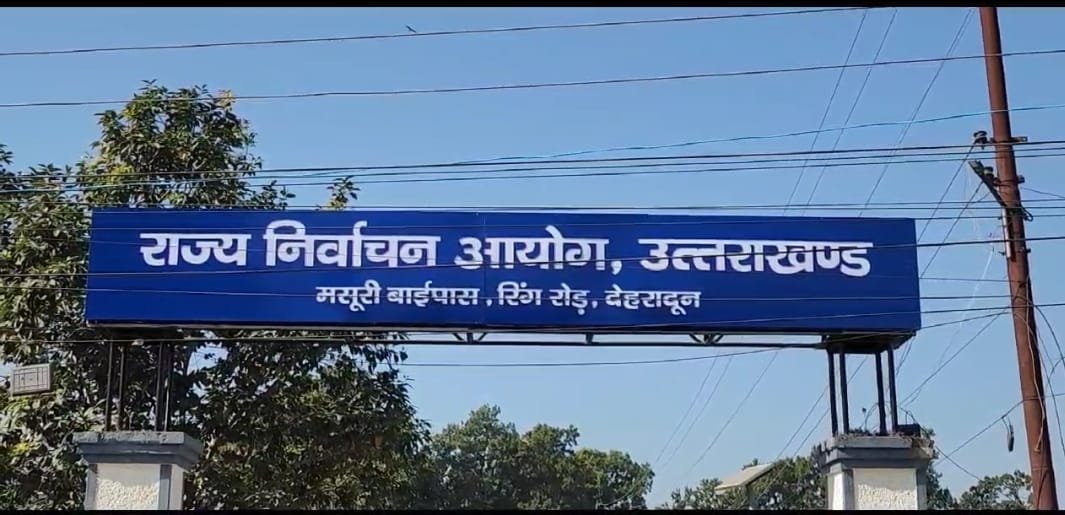 राज्य निर्वाचन आयोग, उत्तराखण्ड
मसूरी बाईपास, रिंग रोड़, देहरादून